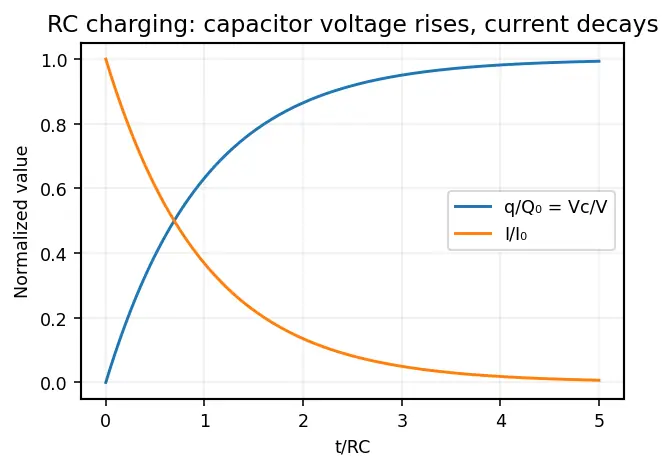 RC charging: capacitor voltage rises, current decays
Normalized value
1.0
0.8
0.6
0.4
0.2
0.0
q/Q₀ = Vc/V
I/I₀
0 1 2 3 4 5
t/RC